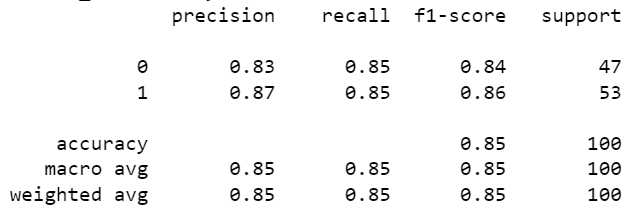 precision recall f1-score support
0 0.83 0.85 0.84 47
1 0.87 0.85 0.86 53
accuracy 0.85 100
macro avg 0.85 0.85 0.85 100
weighted avg 0.85 0.85 0.85 100